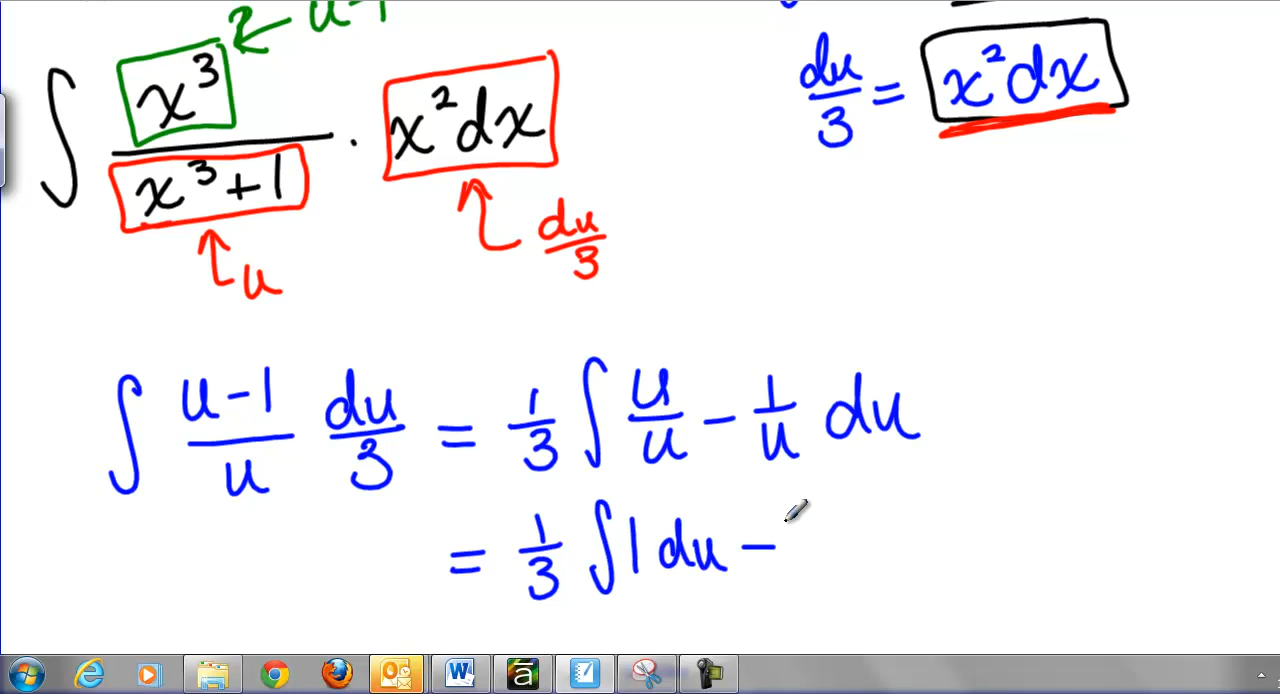 u-1
∫ x³/(x³+1) · x²dx
du/3 = x²dx
u
du/3
∫ (u-1)/u du/3 = 1/3 ∫ u/u - 1/u du
= 1/3 ∫ 1 du -